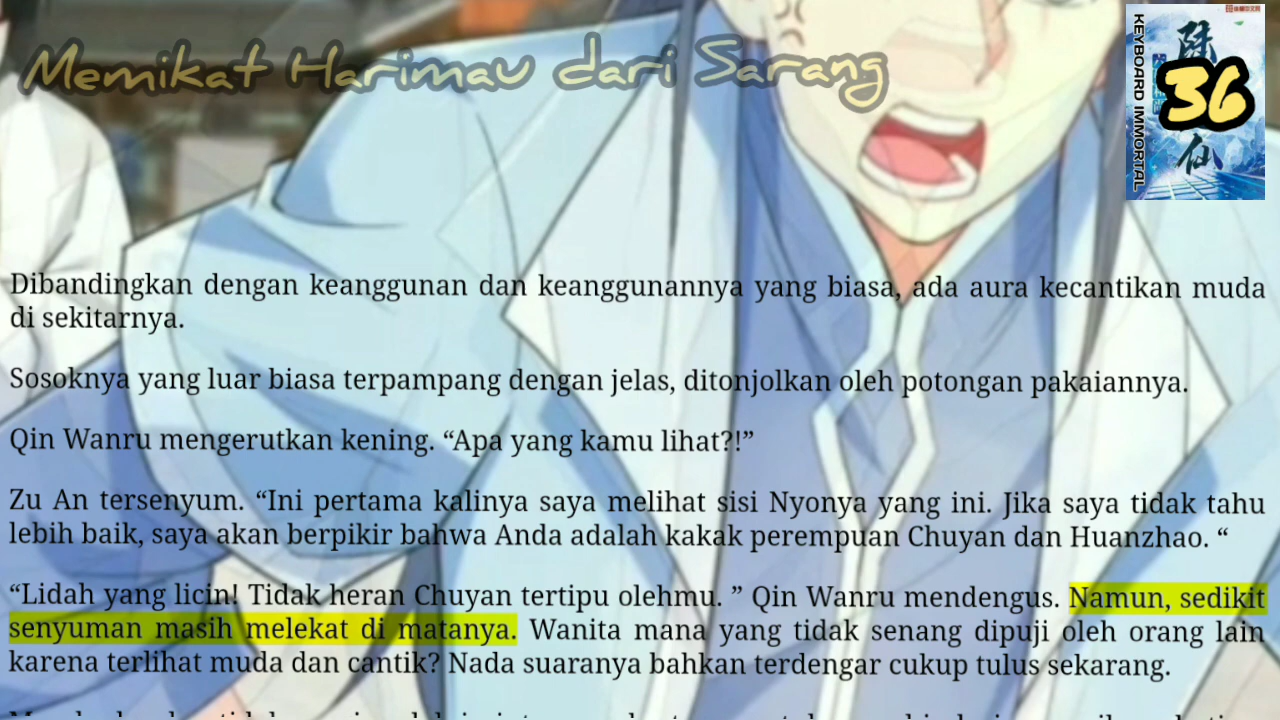 Memikat Harimau dari Sarang
KEYBOARD IMMORTAL
36
仙
Dibandingkan dengan keanggunan dan keanggunannya yang biasa, ada aura kecantikan muda
di sekitarnya.
Sosoknya yang luar biasa terpampang dengan jelas, ditonjolkan oleh potongan pakaiannya.
Qin Wanru mengerutkan kening. “Apa yang kamu lihat?!”
Zu An tersenyum. “Ini pertama kalinya saya melihat sisi Nyonya yang ini. Jika saya tidak tahu
lebih baik, saya akan berpikir bahwa Anda adalah kakak perempuan Chuyan dan Huanzhao. “
“Lidah yang licin! Tidak heran Chuyan tertipu olehmu. ” Qin Wanru mendengus. Namun, sedikit
senyuman masih melekat di matanya. Wanita mana yang tidak senang dipuji oleh orang lain
karena terlihat muda dan cantik? Nada suaranya bahkan terdengar cukup tulus sekarang.